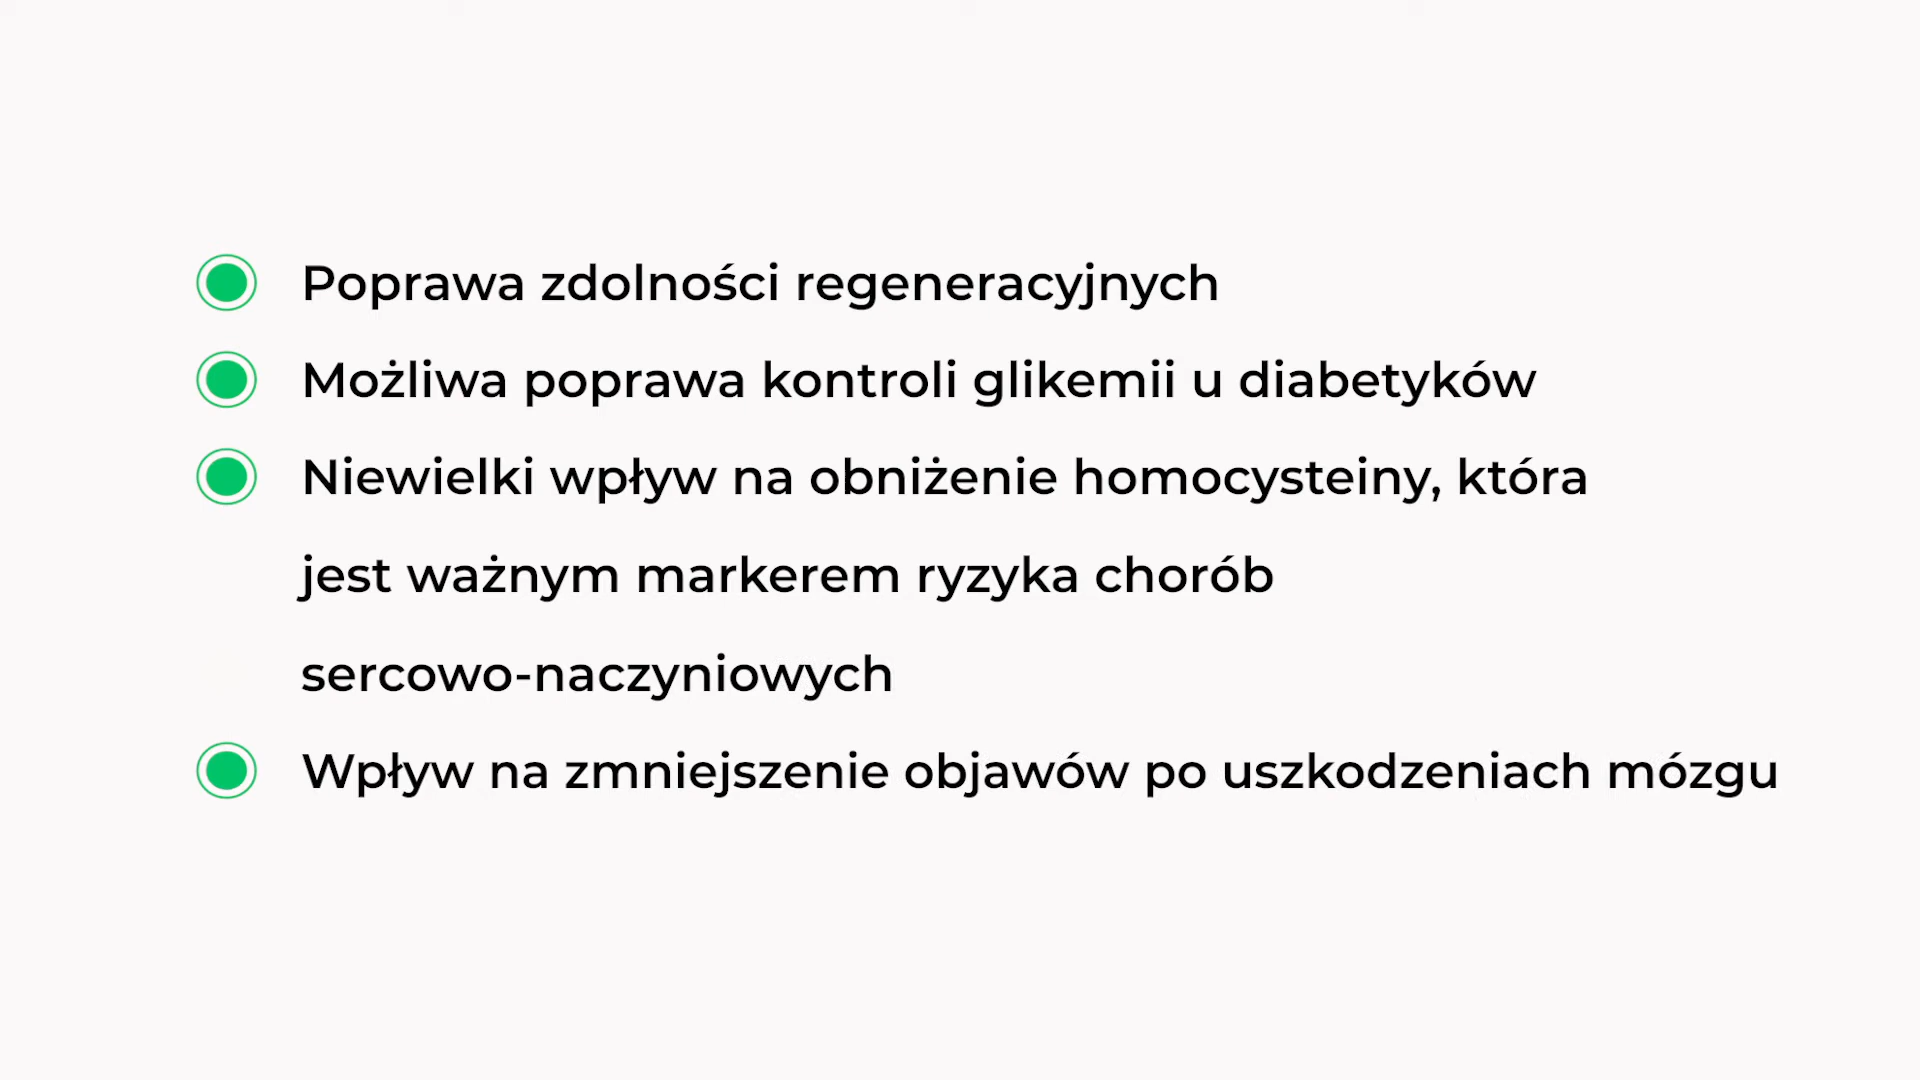 Poprawa zdolności regeneracyjnych
Możliwa poprawa kontroli glikemii u diabetyków
Niewielki wpływ na obniżenie homocysteiny, która
jest ważnym markerem ryzyka chorób
sercowo-naczyniowych
Wpływ na zmniejszenie objawów po uszkodzeniach mózgu